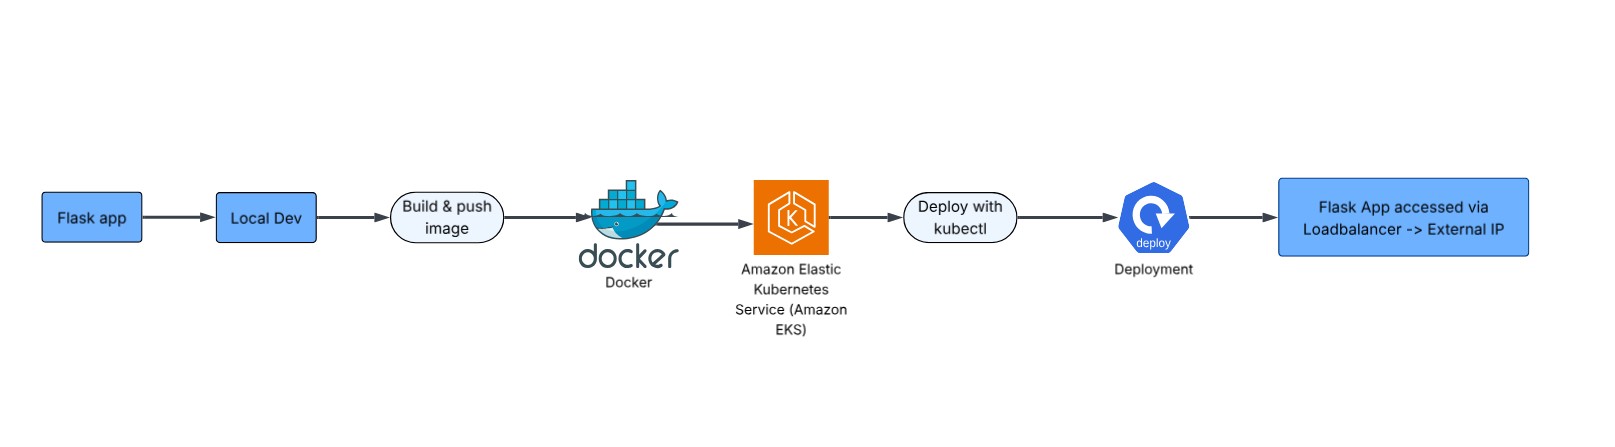 Flask app
Local Dev
Build & push
image
docker
Docker
K
Amazon Elastic
Kubernetes
Service (Amazon
EKS)
Deploy with
kubectl
deploy
Deployment
Flask App accessed via
Loadbalancer -> External IP